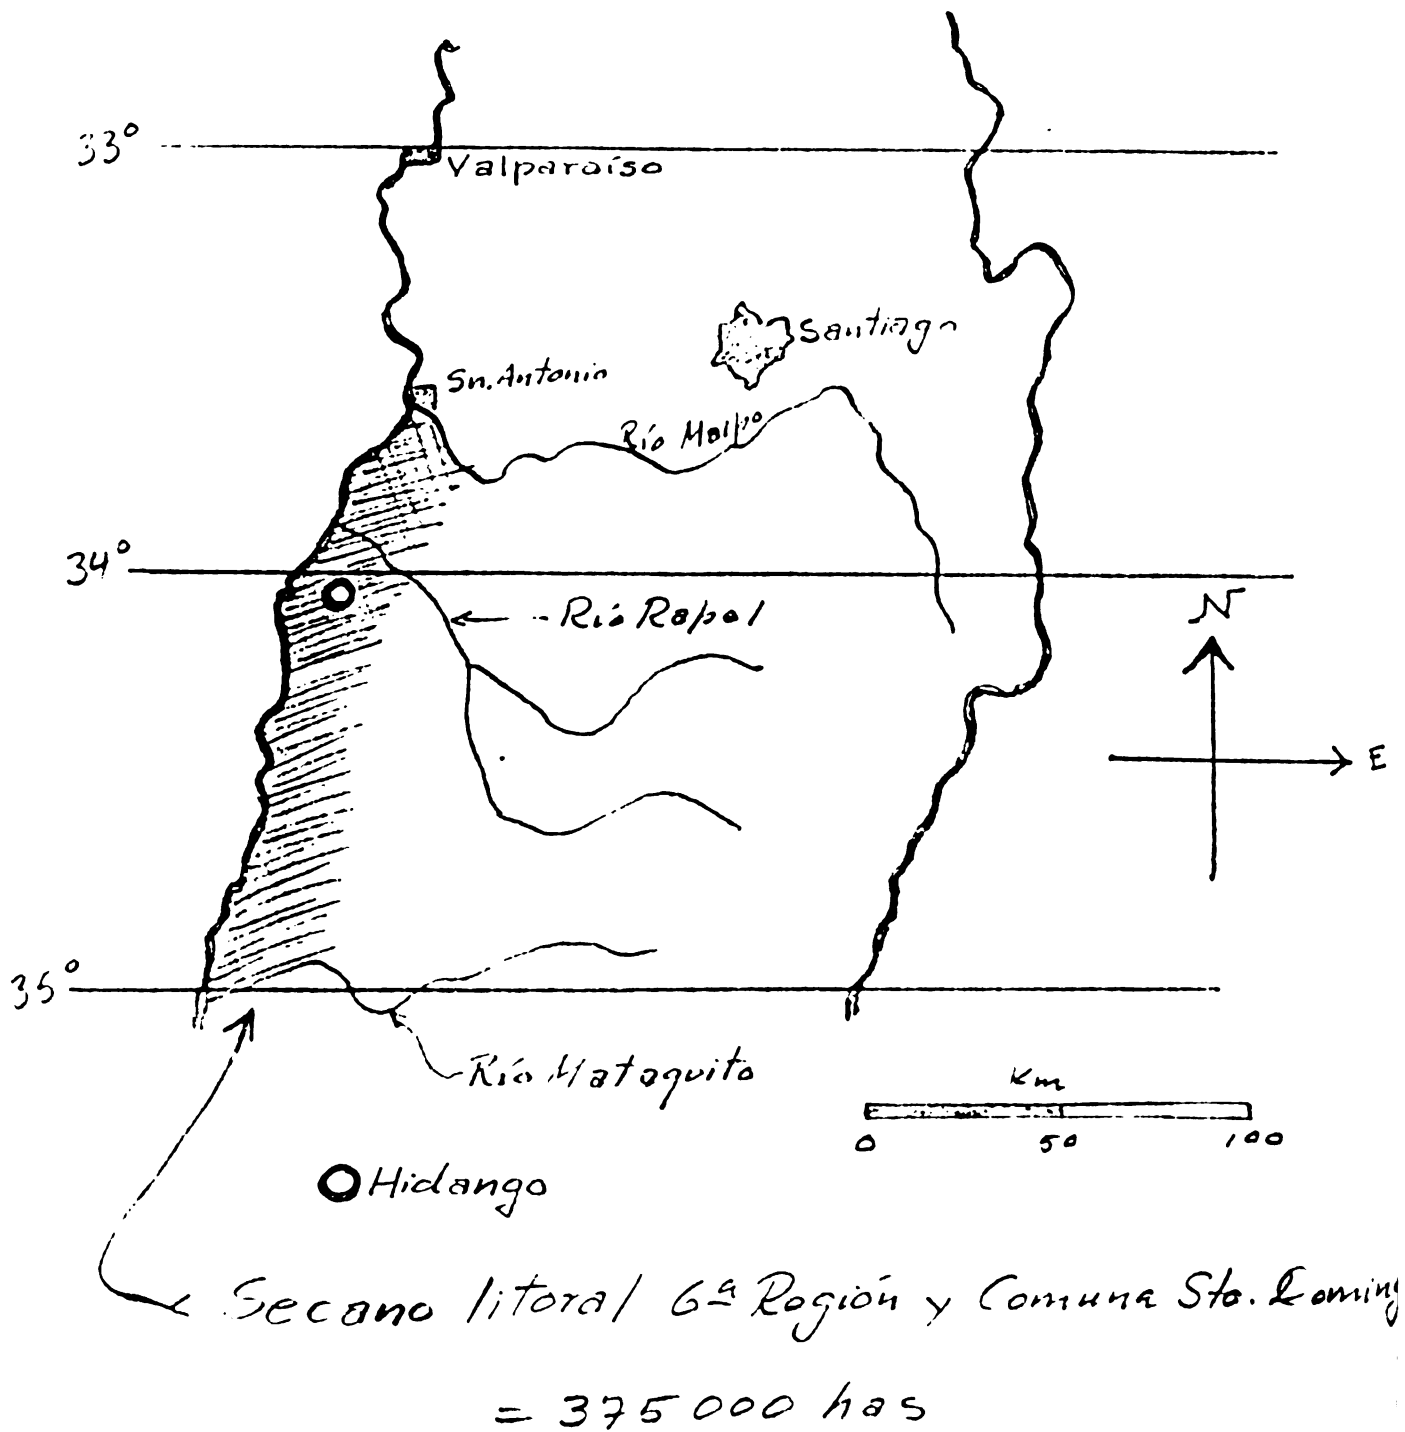 33°
Valparaíso
Santiago
Sn. Antonio
Río Maipo
34°
Río Rapel
N
E
35°
Río Mataquito
Km
0 50 100
Hidango
Secano litoral 6ª Región y Comuna Sto. Doming
= 375 000 has